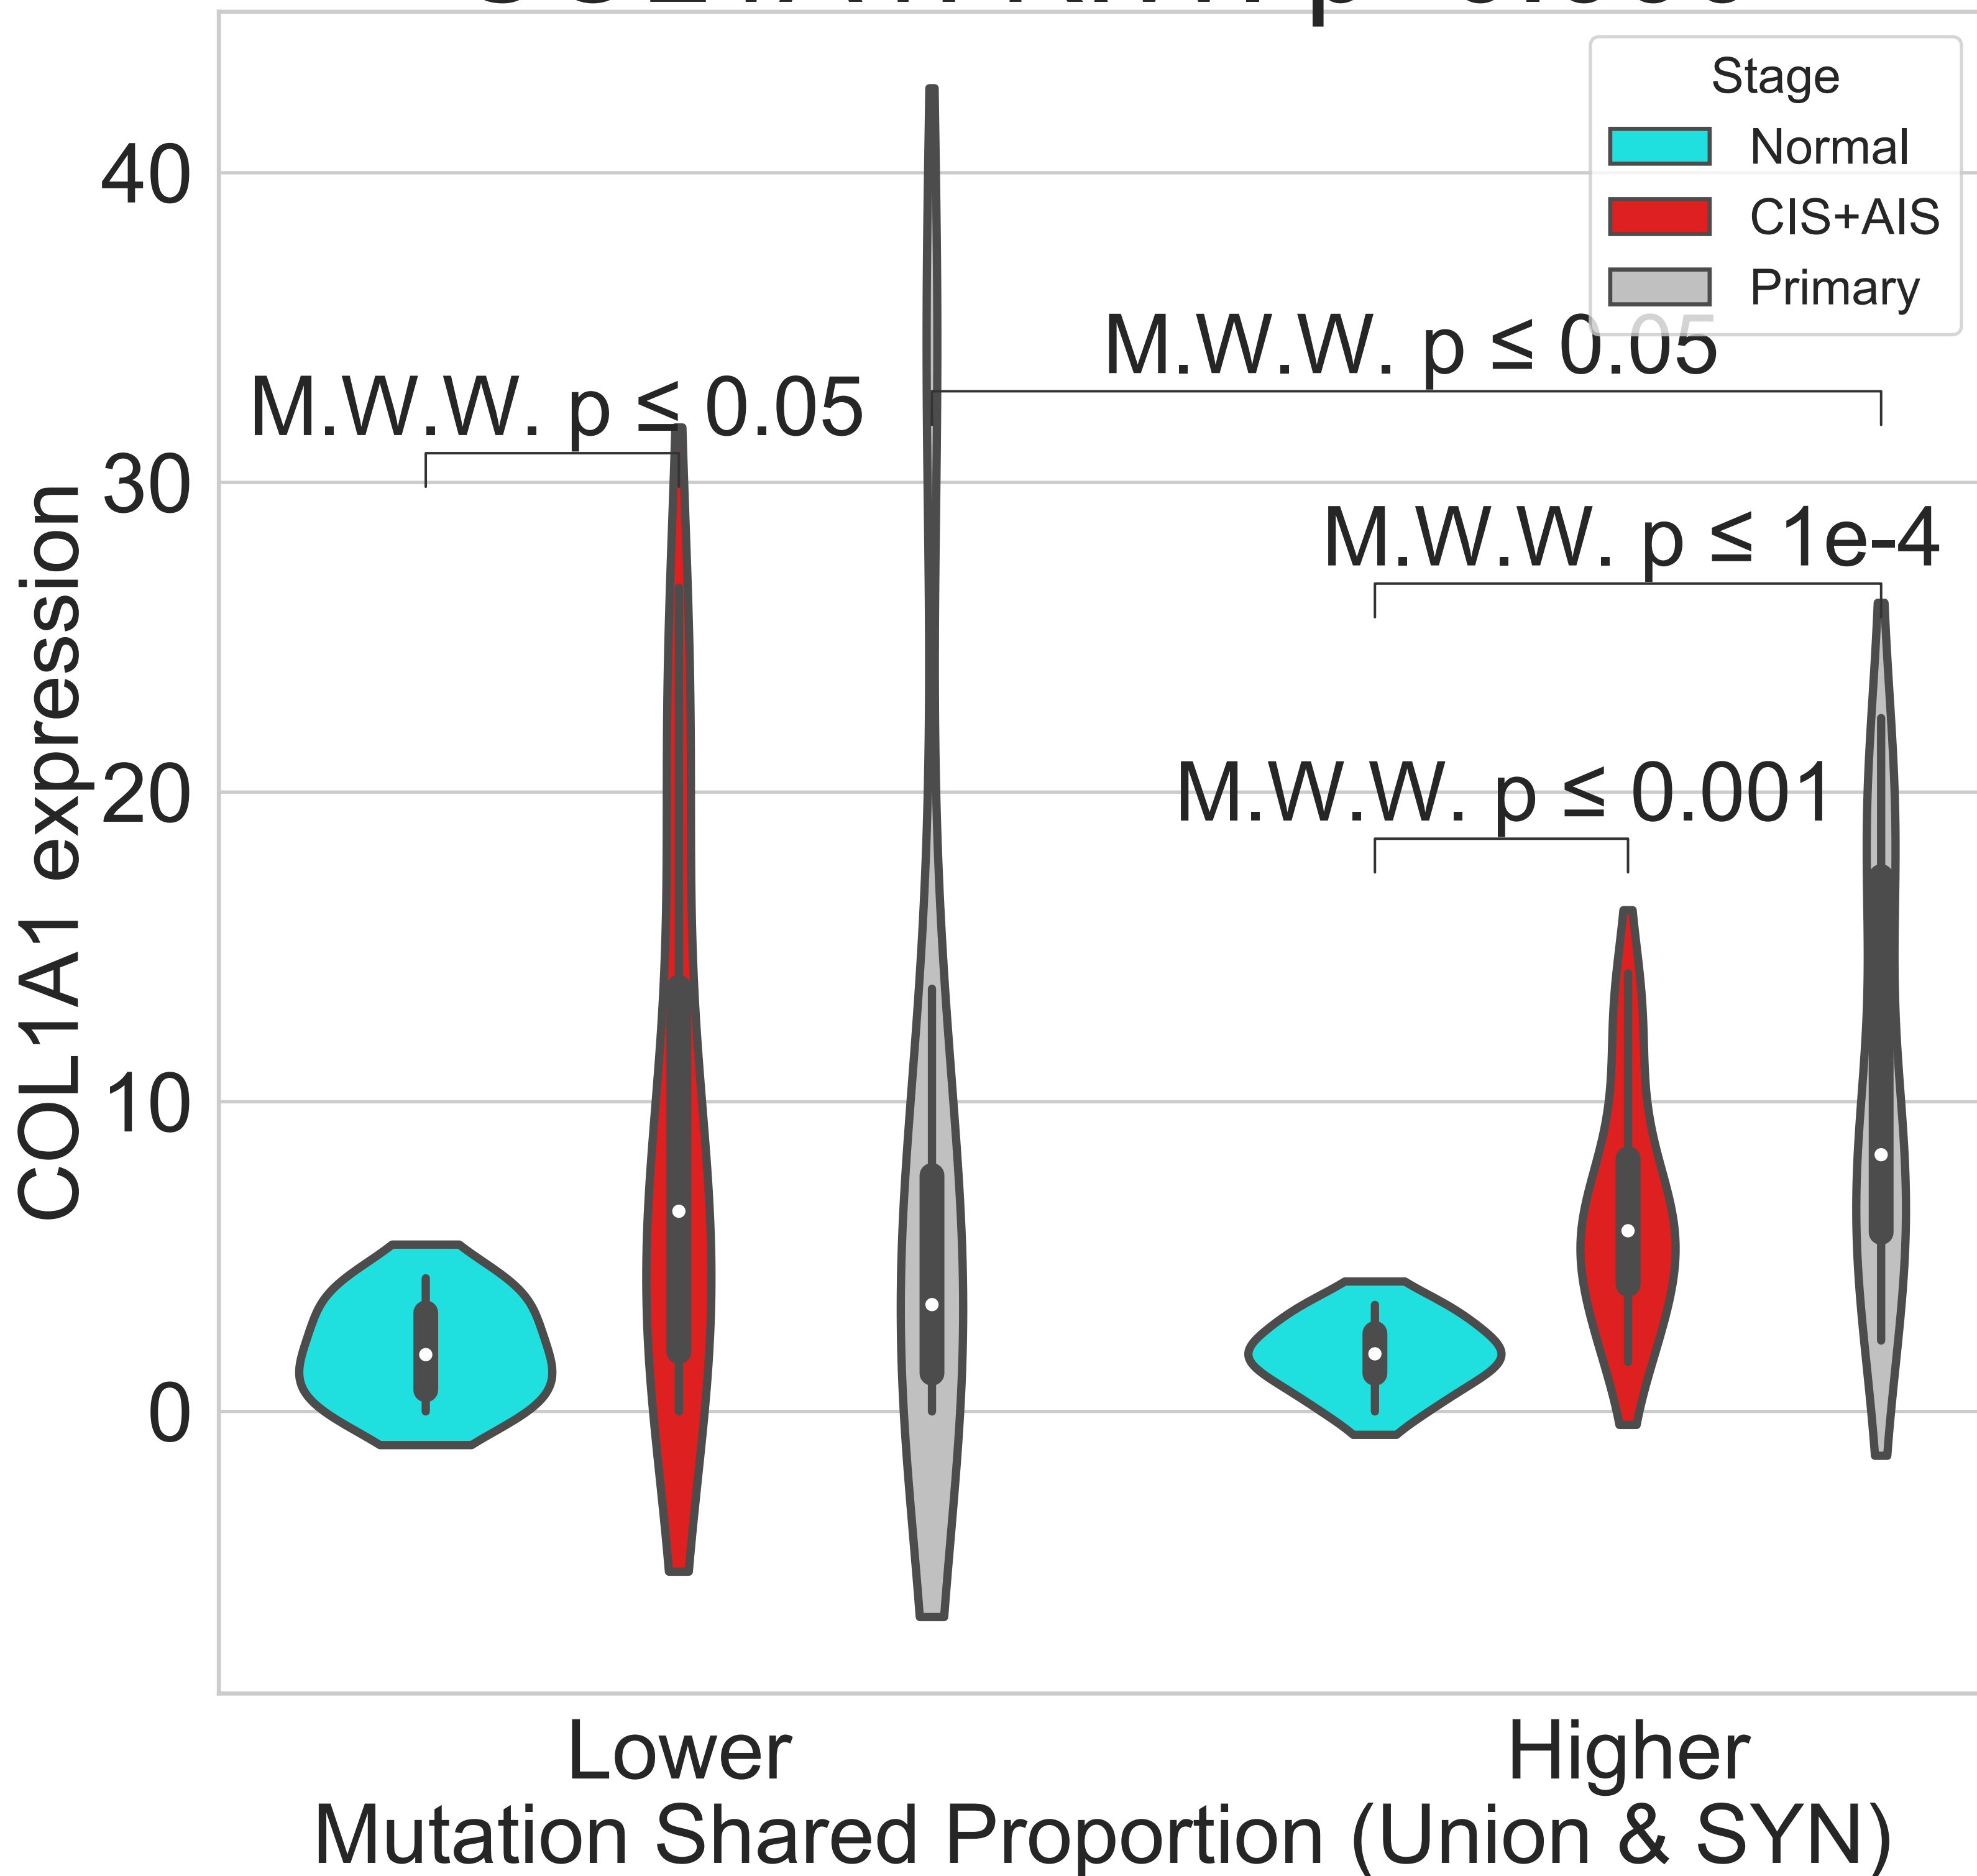 Stage
Normal
CIS+AIS
Primary
40
30
20
10
0
COL1A1 expression
M.W.W. p ≤ 0.05
M.W.W. p ≤ 0.05
M.W.W. p ≤ 1e-4
M.W.W. p ≤ 0.001
Lower
Higher
Mutation Shared Proportion (Union & SYN)